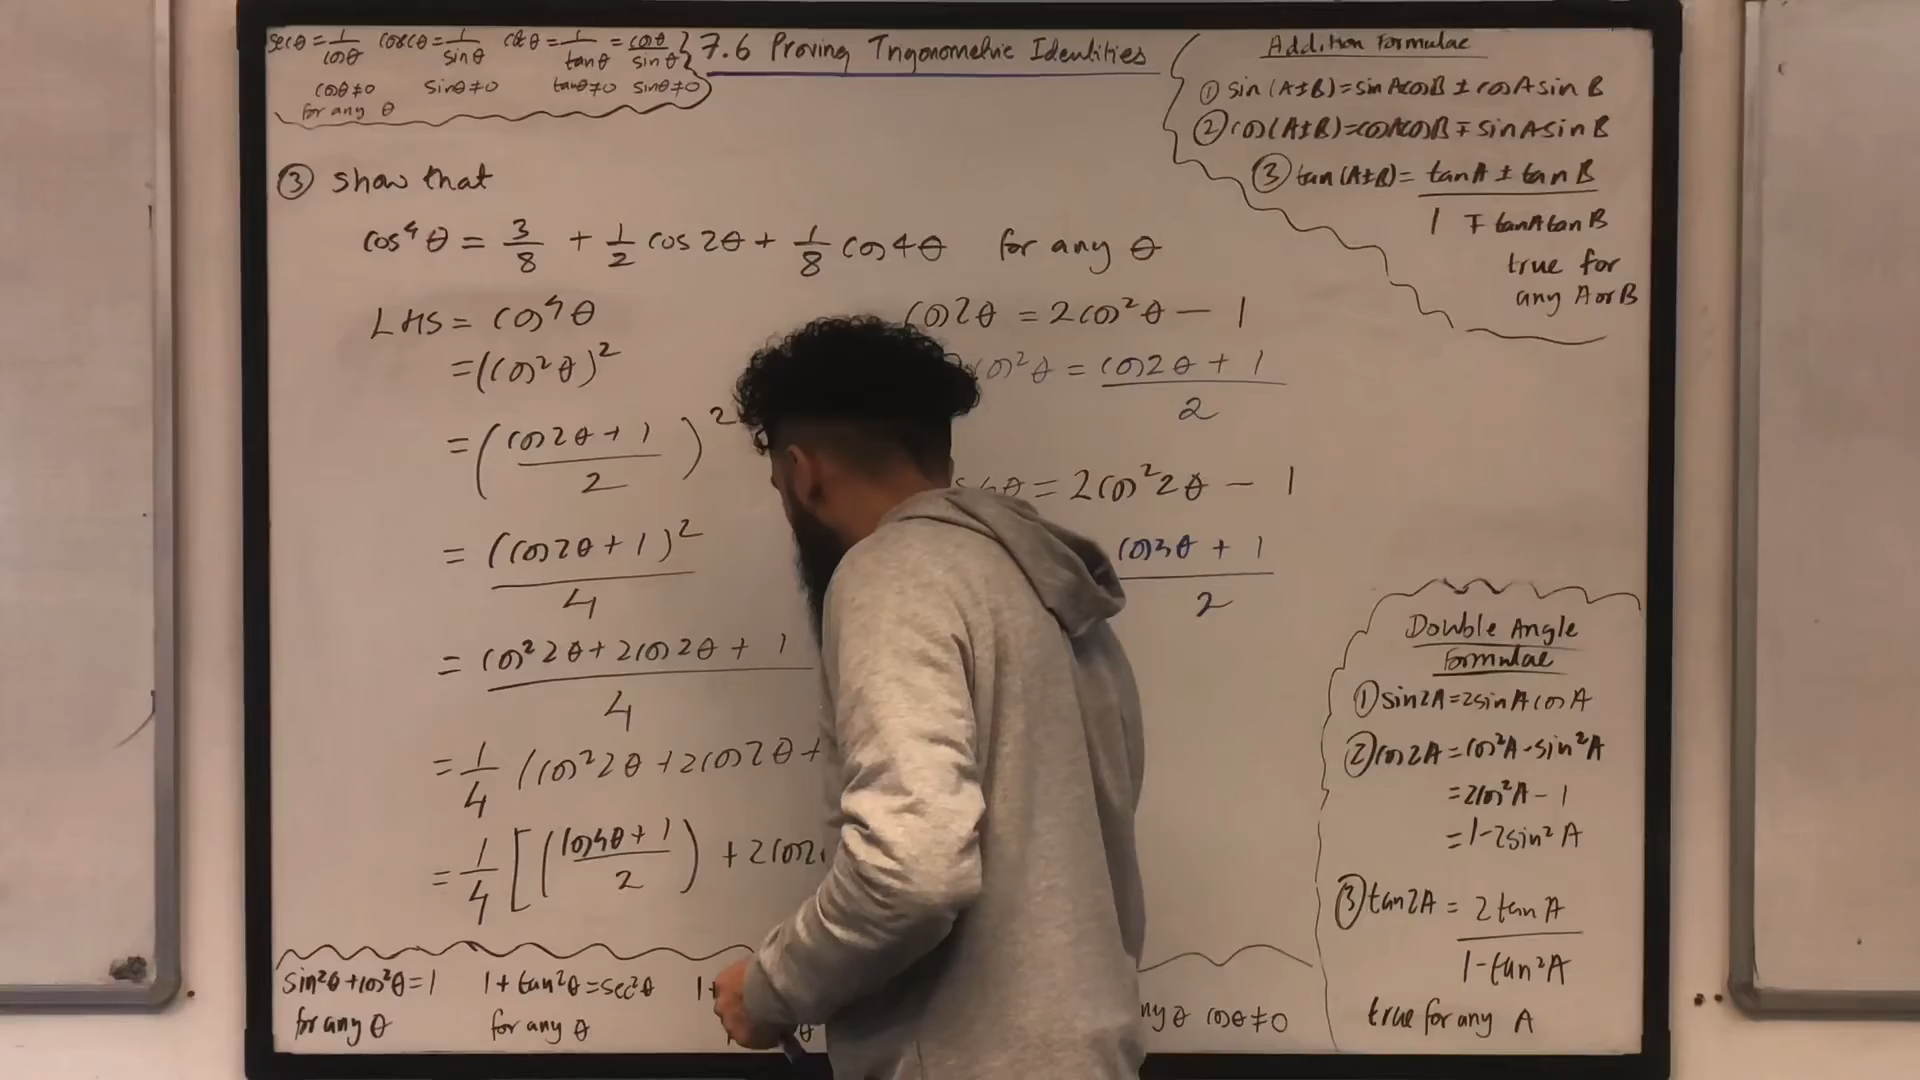 secθ = 1/cosθ cosecθ = 1/sinθ cotθ = 1/tanθ = cosθ/sinθ
cosθ≠0 sinθ≠0 tanθ≠0 sinθ≠0
for any θ
7.6 Proving Trigonometric Identities
Addition Formulae
① sin(A±B)=sinAcosB ± cosAsinB
② cos(A±B)=cosAcosB ∓ sinAsinB
③ tan(A±B)= tanA ± tanB / 1 ∓ tanAtanB
true for
any A or B
③ show that
cos⁴θ = 3/8 + 1/2 cos2θ + 1/8 cos4θ for any θ
LHS = cos⁴θ
=(cos²θ)²
=(cos2θ+1/2)²
= (cos2θ+1)²/4
= cos²2θ+2cos2θ+1/4
= 1/4 (cos²2θ+2cos2θ+
= 1/4 [(cos4θ+1/2) + 2cos2
cos2θ = 2cos²θ - 1
cos²θ = cos2θ+1/2
θ = 2cos²2θ - 1
cos4θ + 1/2
Double Angle
Formulae
① sin2A=2sinAcosA
② cos2A=cos²A-sin²A
=2cos²A-1
=1-2sin²A
③ tan2A = 2tanA/1-tan²A
true for any A
sin²θ+cos²θ=1 1+tan²θ=sec²θ 1+
for any θ for any θ θ cosθ≠0